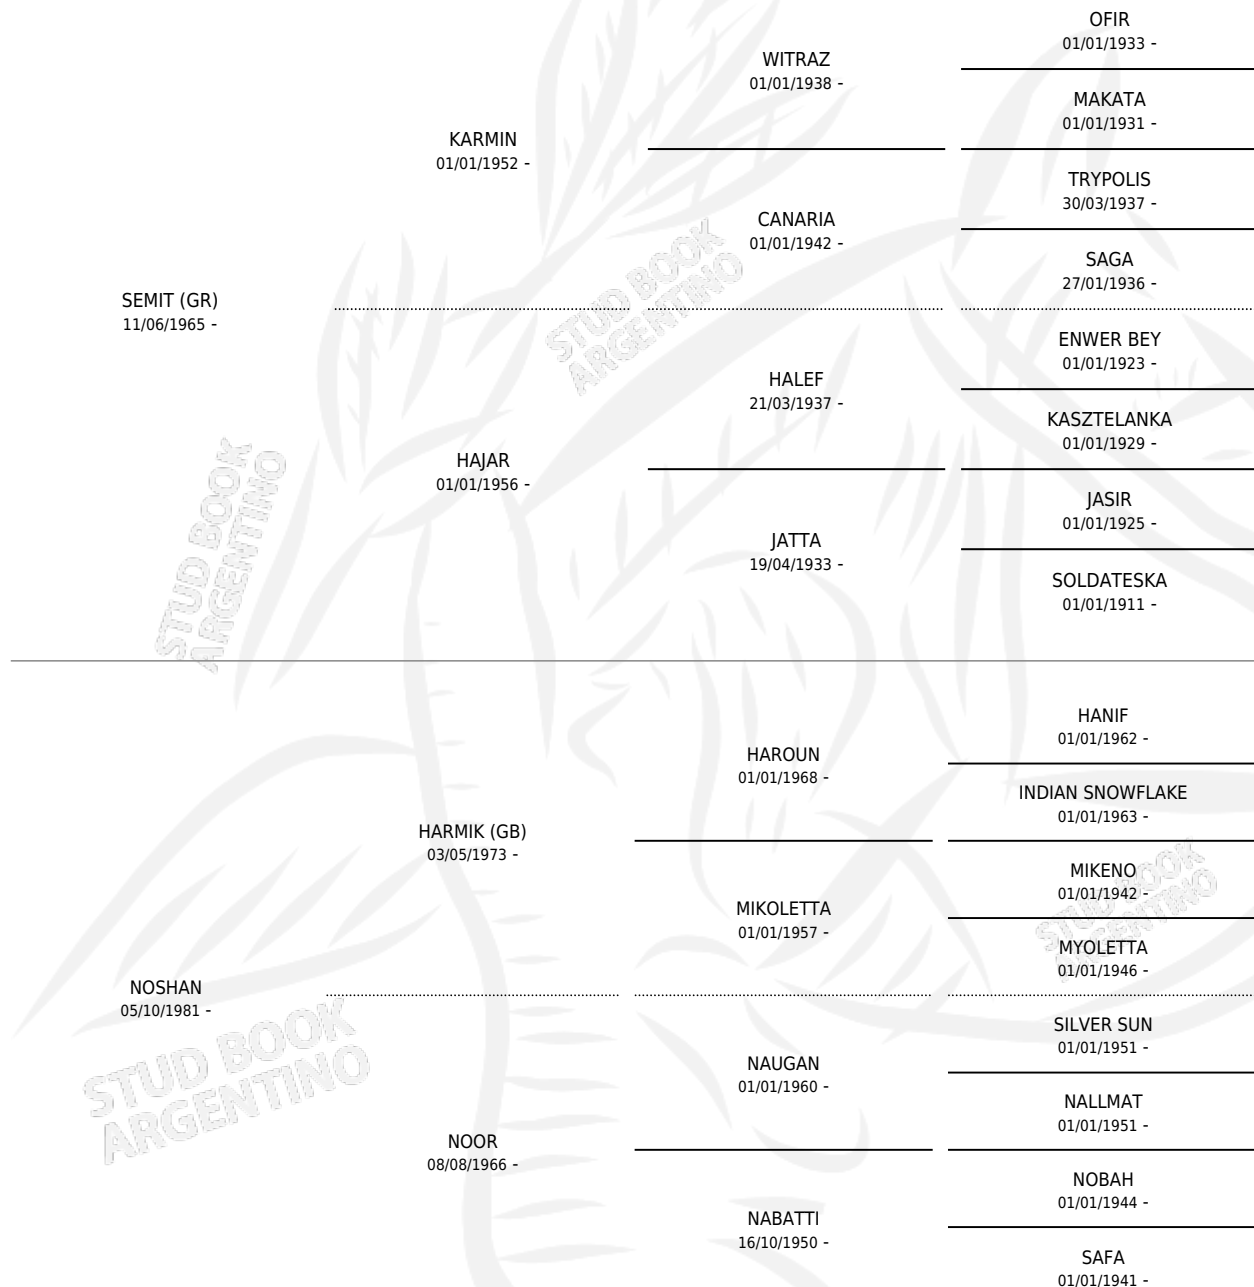 OFIR
01/01/1933 -
WITRAZ
01/01/1938 -
MAKATA
01/01/1931 -
KARMIN
01/01/1952 -
TRYPOLIS
30/03/1937 -
CANARIA
01/01/1942 -
SAGA
27/01/1936 -
SEMIT (GR)
11/06/1965 -
ENWER BEY
01/01/1923 -
HALEF
21/03/1937 -
KASZTELANKA
01/01/1929 -
HAJAR
01/01/1956 -
JASIR
01/01/1925 -
JATTA
19/04/1933 -
SOLDATESKA
01/01/1911 -
HANIF
01/01/1962 -
HAROUN
01/01/1968 -
INDIAN SNOWFLAKE
01/01/1963 -
HARMIK (GB)
03/05/1973 -
MIKENO
01/01/1942 -
MIKOLETTA
01/01/1957 -
MYOLETTA
01/01/1946 -
NOSHAN
05/10/1981 -
SILVER SUN
01/01/1951 -
NAUGAN
01/01/1960 -
NALLMAT
01/01/1951 -
NOOR
08/08/1966 -
NOBAH
01/01/1944 -
NABATTI
16/10/1950 -
SAFA
01/01/1941 -
STUD BOOK
ARGENTINO
STUD BOOK
ARGENTINO
STUD BOOK
ARGENTINO
STUD BOOK
ARGENTINO